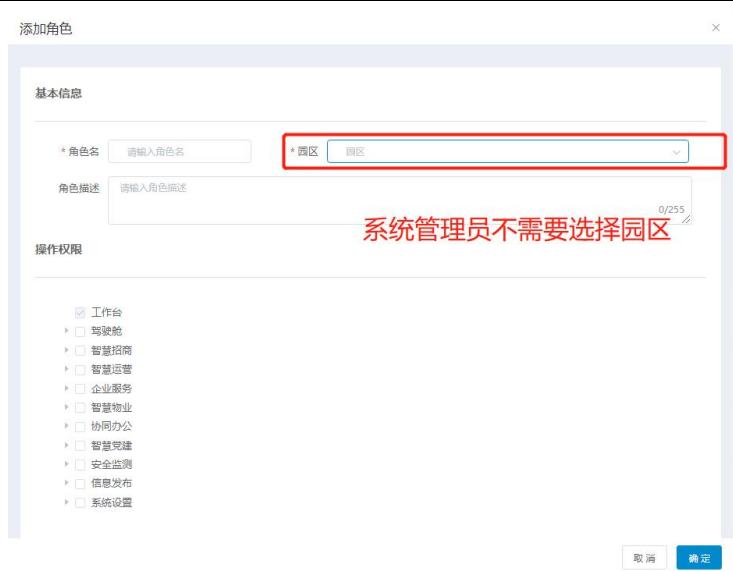 添加角色
基本信息
* 角色名 请输入角色名 * 园区 园区
角色描述 请输入角色描述
0/255
系统管理员不需要选择园区
操作权限
工作台
驾驶舱
智慧招商
智慧运营
企业服务
智慧物业
协同办公
智慧党建
安全监测
信息发布
系统设置
取消 确定